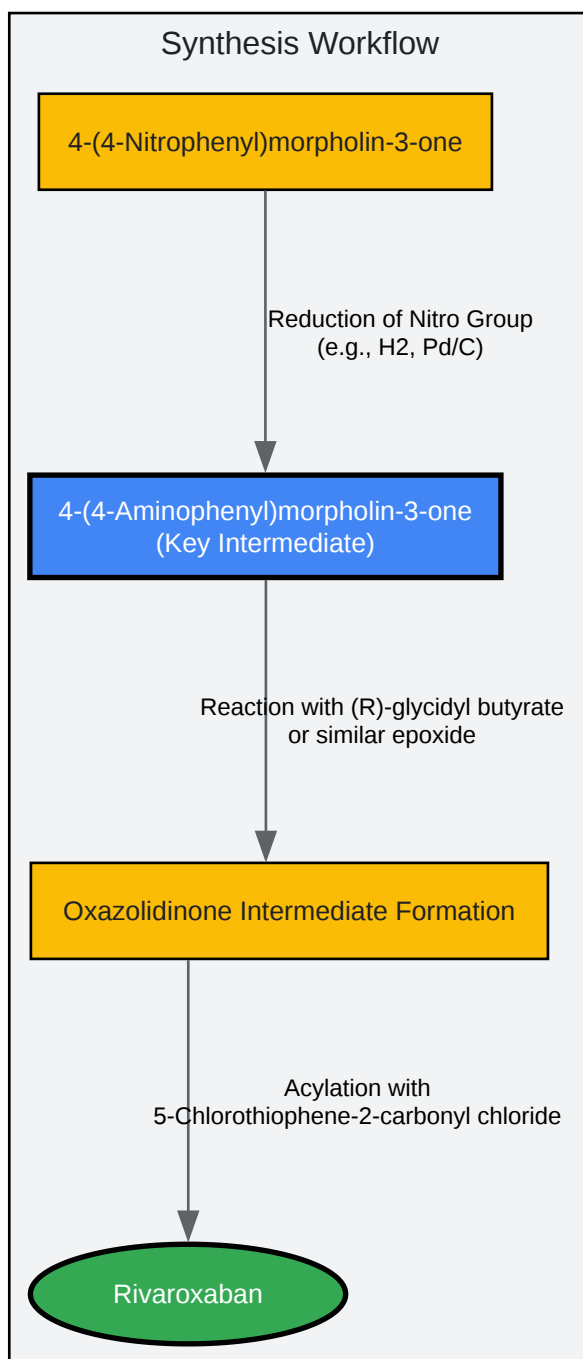 Synthesis Workflow
4-(4-Nitrophenyl)morpholin-3-one
Reduction of Nitro Group
(e.g., H2, Pd/C)
4-(4-Aminophenyl)morpholin-3-one
(Key Intermediate)
Reaction with (R)-glycidyl butyrate
or similar epoxide
Oxazolidinone Intermediate Formation
Acylation with
5-Chlorothiophene-2-carbonyl chloride
Rivaroxaban